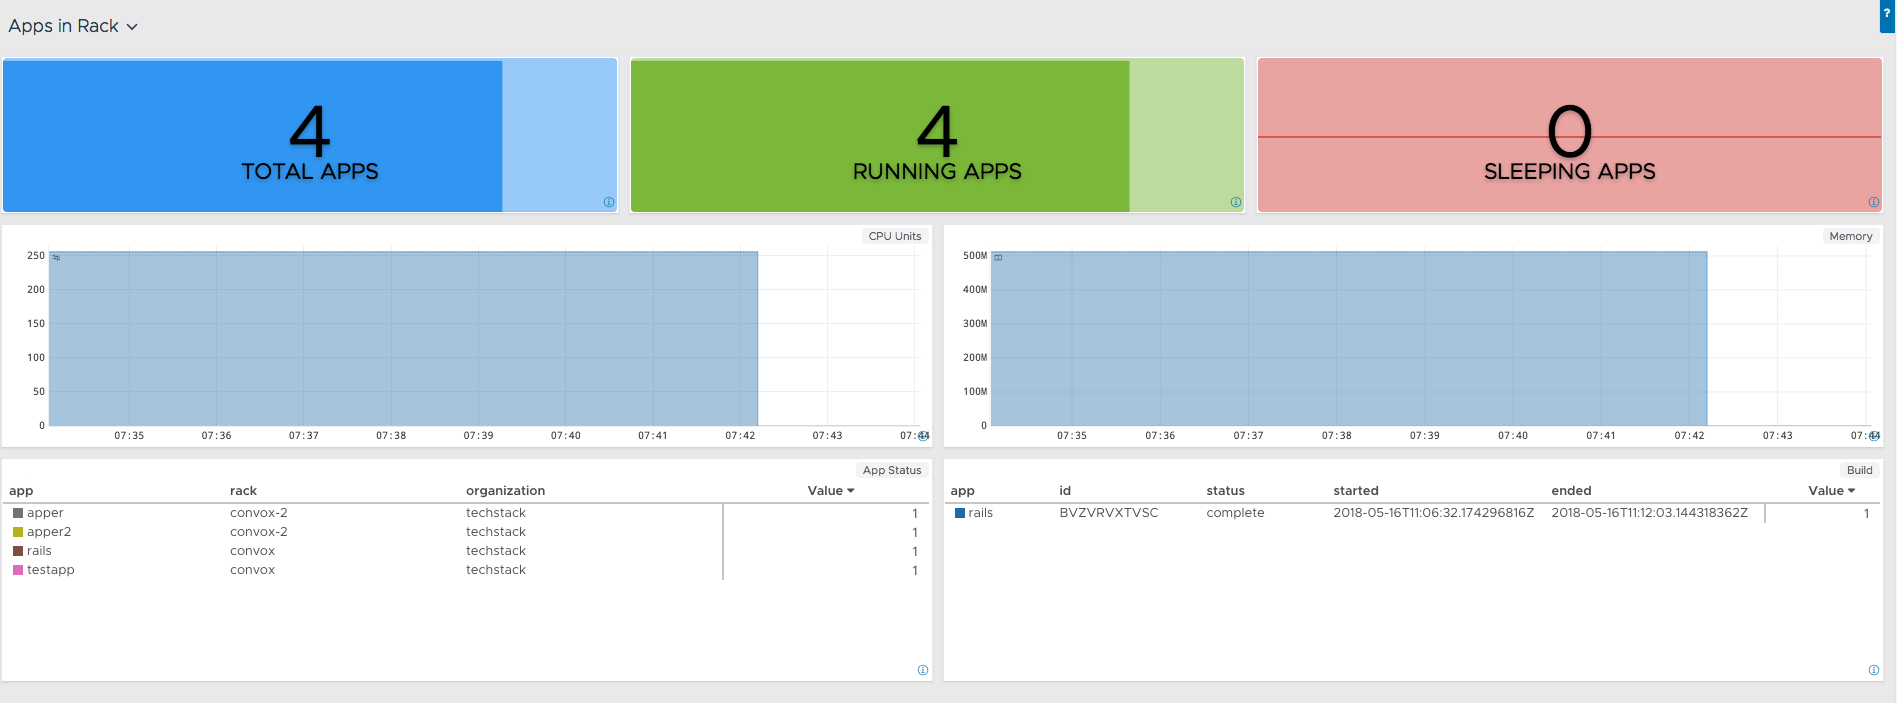 Apps in Rack
?
4
TOTAL APPS
4
RUNNING APPS
0
SLEEPING APPS
CPU Units
250
200
150
100
50
0
#
07:35 07:36 07:37 07:38 07:39 07:40 07:41 07:42 07:43 07:44
Memory
500M
400M
300M
200M
100M
0
B
07:35 07:36 07:37 07:38 07:39 07:40 07:41 07:42 07:43 07:44
App Status
app rack organization Value
apper convox-2 techstack 1
apper2 convox-2 techstack 1
rails convox techstack 1
testapp convox techstack 1
Build
app id status started ended Value
rails BVZVRVXTVSC complete 2018-05-16T11:06:32.174296816Z 2018-05-16T11:12:03.144318362Z 1